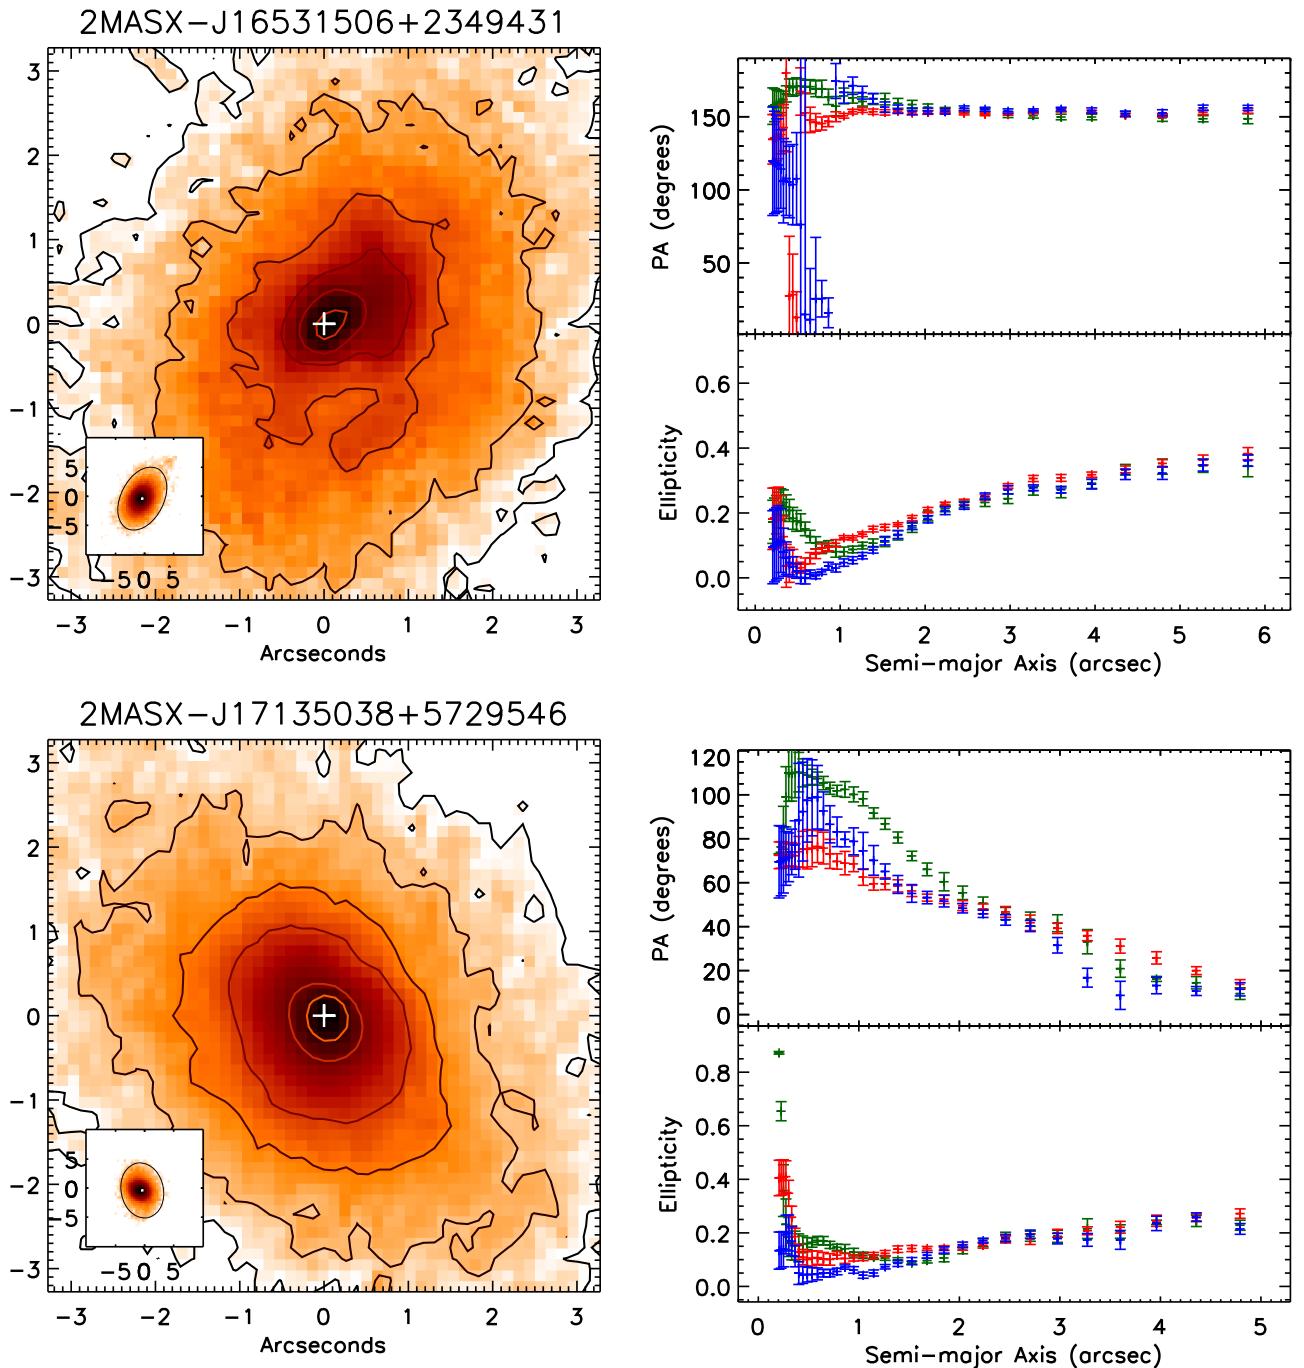 2MASX-J16531506+2349431
3
2
1
0
−1
−2
−3
5
0
−5
−5 0 5
−3 −2 −1 0 1 2 3
Arcseconds
150
100
50
PA (degrees)
0.6
0.4
0.2
0.0
Ellipticity
0 1 2 3 4 5 6
Semi-major Axis (arcsec)
2MASX-J17135038+5729546
3
2
1
0
−1
−2
−3
5
0
−5
−5 0 5
−3 −2 −1 0 1 2 3
Arcseconds
120
100
80
60
40
20
0
PA (degrees)
0.8
0.6
0.4
0.2
0.0
Ellipticity
0 1 2 3 4 5
Semi-major Axis (arcsec)